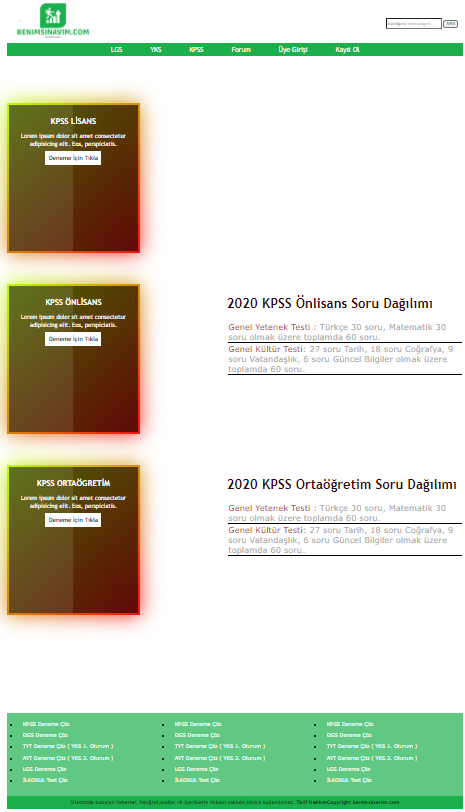 BENIMSINAVIM.COM
ARA
LGS YKS KPSS Forum Üye Girişi Kayıt Ol
KPSS LİSANS
Lorem ipsum dolor sit amet consectetur
adipisicing elit. Eos, perspiciatis.
Deneme İçin Tıkla
KPSS ÖNLİSANS
Lorem ipsum dolor sit amet consectetur
adipisicing elit. Eos, perspiciatis.
Deneme İçin Tıkla
2020 KPSS Önlisans Soru Dağılımı
Genel Yetenek Testi : Türkçe 30 soru, Matematik 30
soru olmak üzere toplamda 60 soru.
Genel Kültür Testi: 27 soru Tarih, 18 soru Coğrafya, 9
soru Vatandaşlık, 6 soru Güncel Bilgiler olmak üzere
toplamda 60 soru.
KPSS ORTAÖGRETİM
Lorem ipsum dolor sit amet consectetur
adipisicing elit. Eos, perspiciatis.
Deneme İçin Tıkla
2020 KPSS Ortaöğretim Soru Dağılımı
Genel Yetenek Testi : Türkçe 30 soru, Matematik 30
soru olmak üzere toplamda 60 soru.
Genel Kültür Testi: 27 soru Tarih, 18 soru Coğrafya, 9
soru Vatandaşlık, 6 soru Güncel Bilgiler olmak üzere
toplamda 60 soru.
KPSE Deneme Çöz
DGS Deneme Çöz
TYT Deneme Çöz ( YKS 1. Oturum )
AYT Deneme Çöz ( YKS 2. Oturum )
LGS Deneme Çöz
İLKOKUL Test Çöz
KPSE Deneme Çöz
DGS Deneme Çöz
TYT Deneme Çöz ( YKS 1. Oturum )
AYT Deneme Çöz ( YKS 2. Oturum )
LGS Deneme Çöz
İLKOKUL Test Çöz
KPSE Deneme Çöz
DGS Deneme Çöz
TYT Deneme Çöz ( YKS 1. Oturum )
AYT Deneme Çöz ( YKS 2. Oturum )
LGS Deneme Çöz
İLKOKUL Test Çöz
Sitemizde bulunan haberler, fotoğraf,kodlar vb içeriklerin hakları saklıdır. İzinsiz kullanılamaz. Telif HakkımCopyright benimsinavim.com